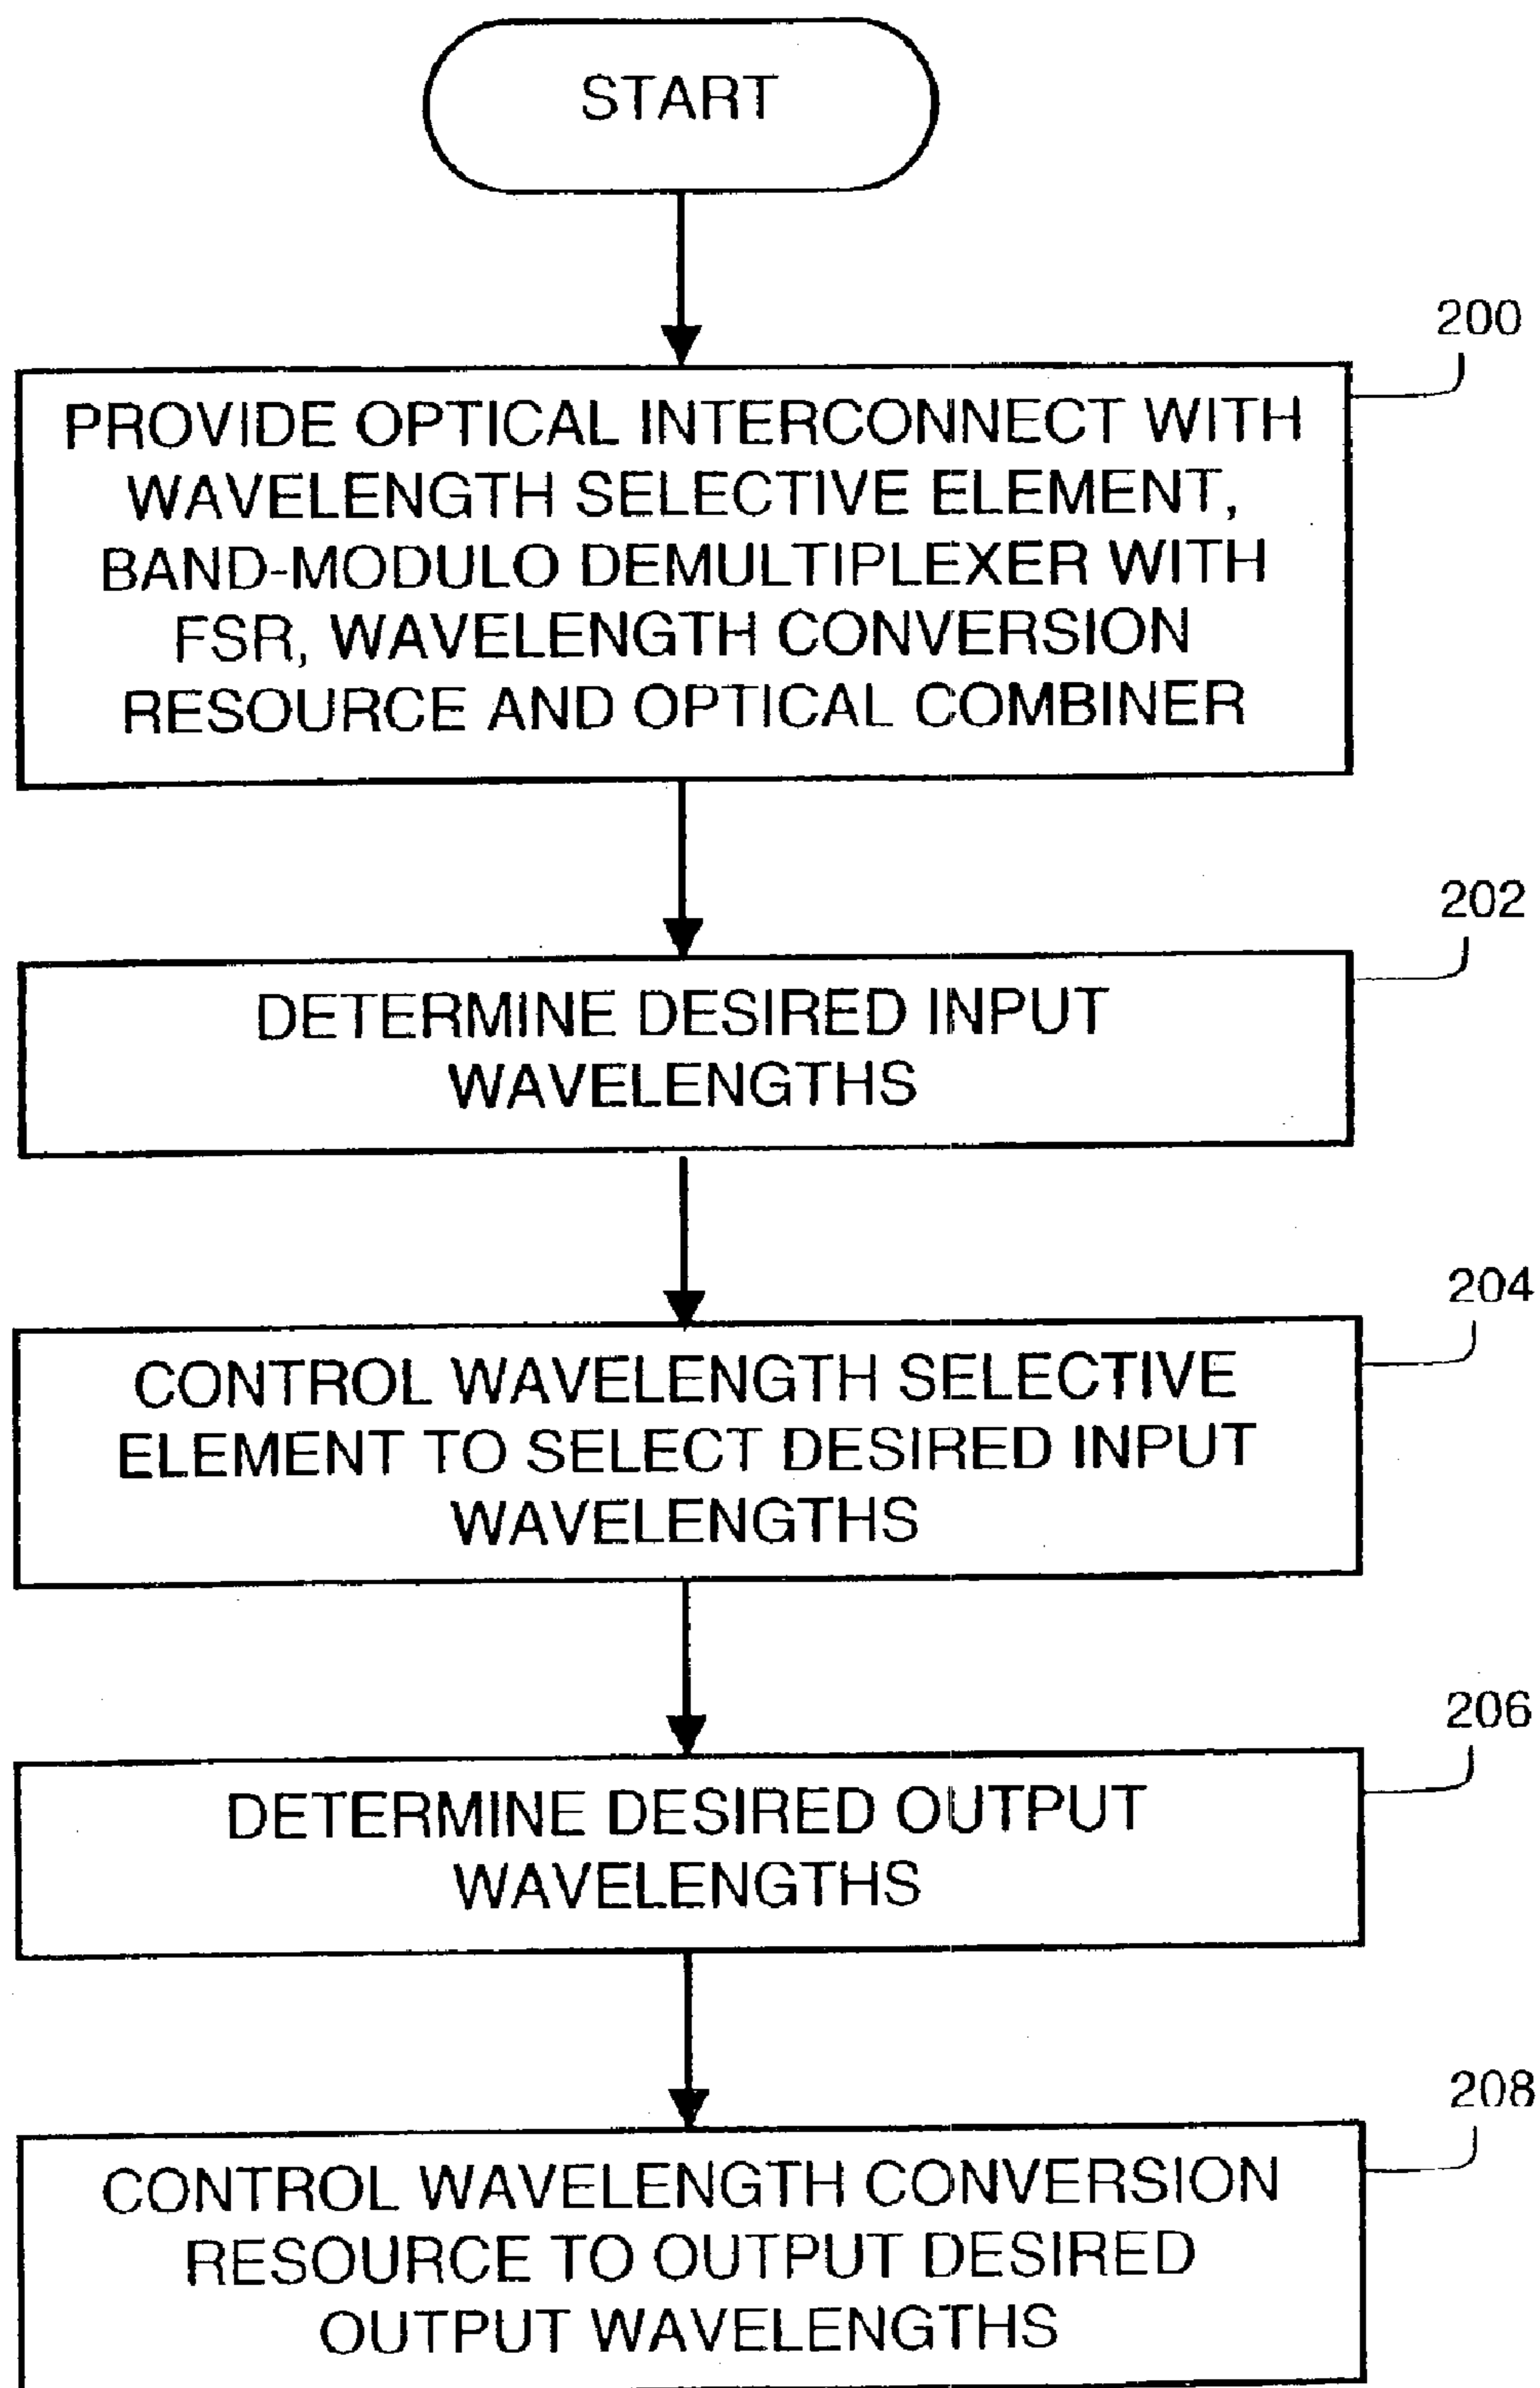 START
200
PROVIDE OPTICAL INTERCONNECT WITH
WAVELENGTH SELECTIVE ELEMENT,
BAND-MODULO DEMULTIPLEXER WITH
FSR, WAVELENGTH CONVERSION
RESOURCE AND OPTICAL COMBINER
202
DETERMINE DESIRED INPUT
WAVELENGTHS
204
CONTROL WAVELENGTH SELECTIVE
ELEMENT TO SELECT DESIRED INPUT
WAVELENGTHS
206
DETERMINE DESIRED OUTPUT
WAVELENGTHS
208
CONTROL WAVELENGTH CONVERSION
RESOURCE TO OUTPUT DESIRED
OUTPUT WAVELENGTHS